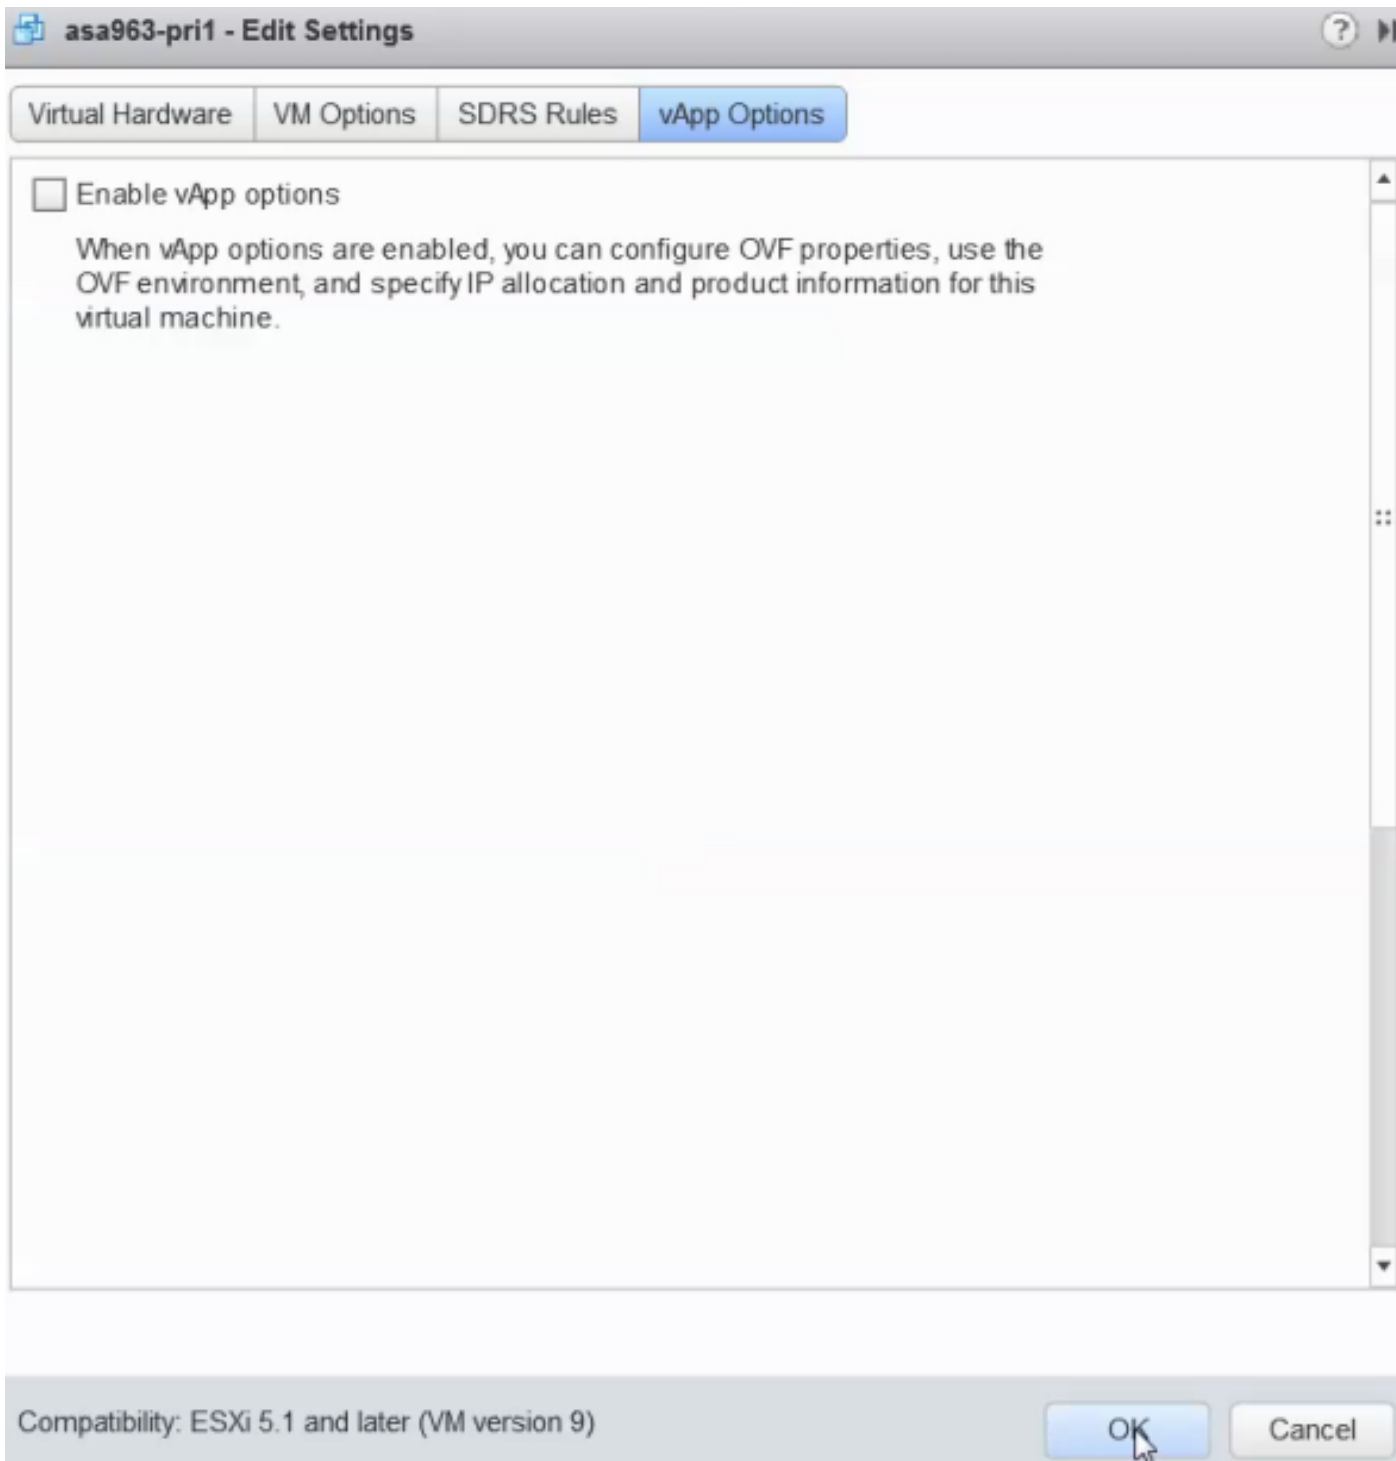 asa963-pri1 - Edit Settings
?
Virtual Hardware VM Options SDRS Rules vApp Options
Enable vApp options
When vApp options are enabled, you can configure OVF properties, use the
OVF environment, and specify IP allocation and product information for this
virtual machine.
Compatibility: ESXi 5.1 and later (VM version 9)
OK Cancel